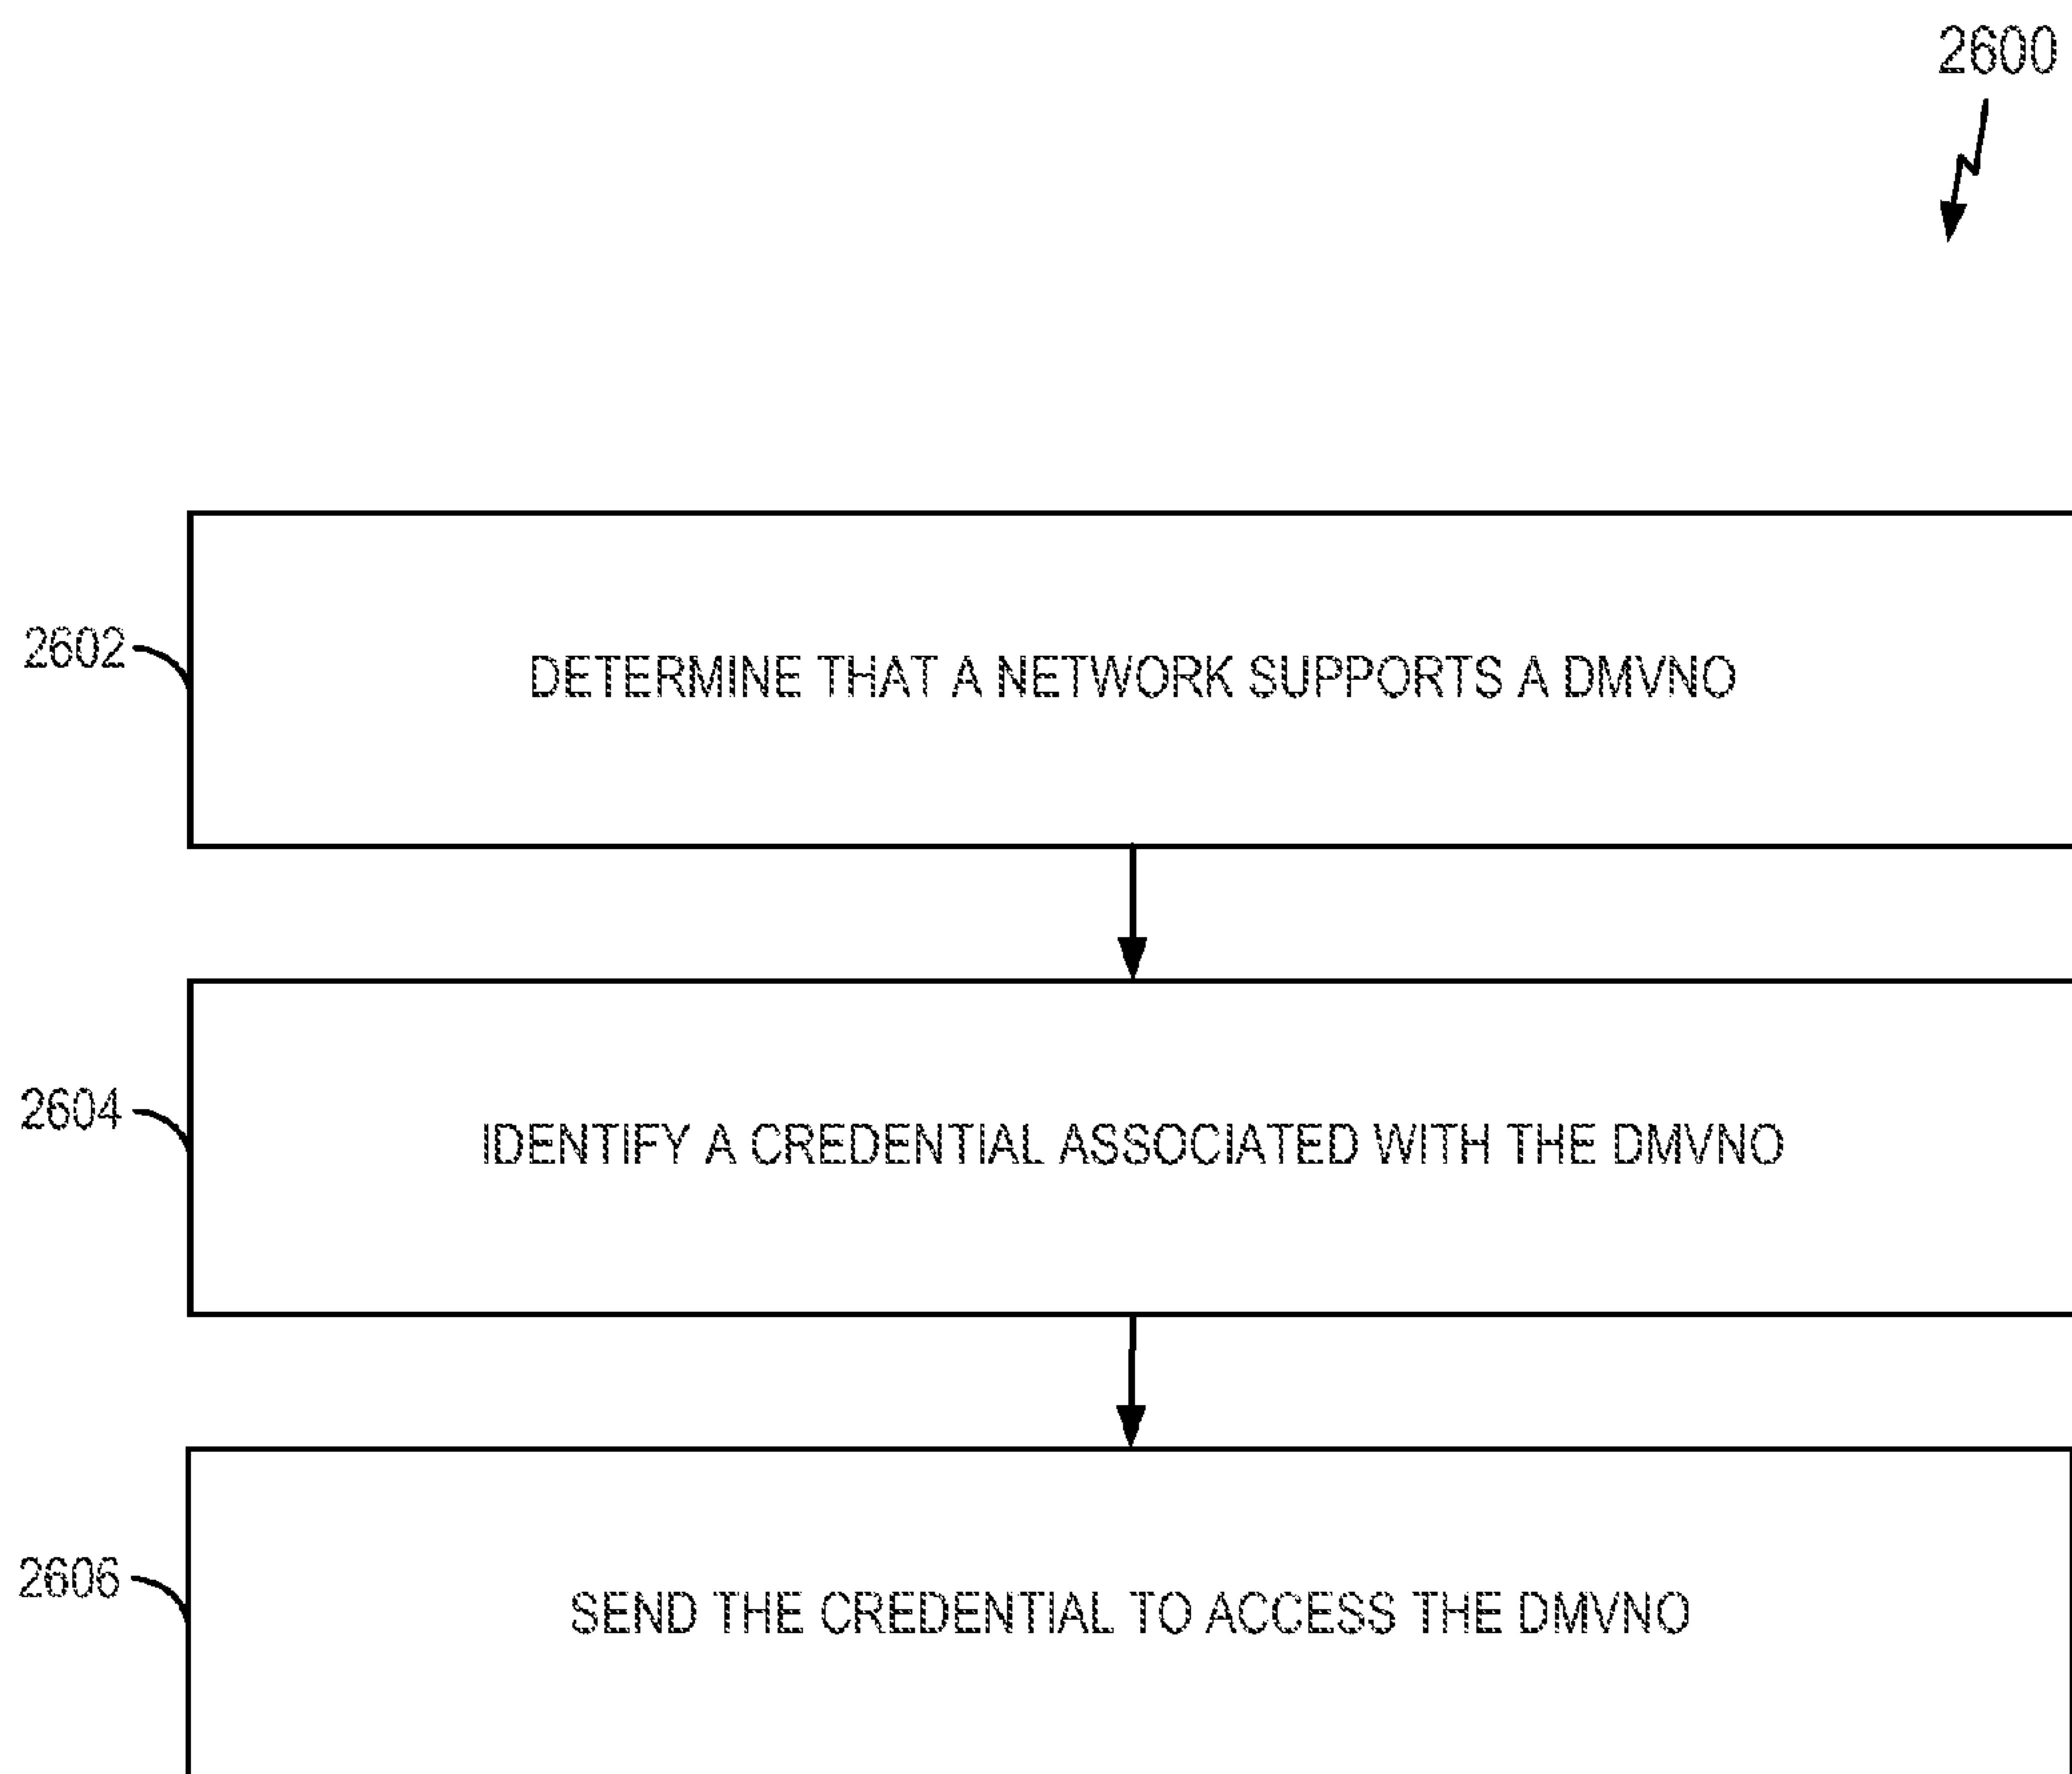 2600
2602
DETERMINE THAT A NETWORK SUPPORTS A DMVNO
2604
IDENTIFY A CREDENTIAL ASSOCIATED WITH THE DMVNO
2606
SEND THE CREDENTIAL TO ACCESS THE DMVNO